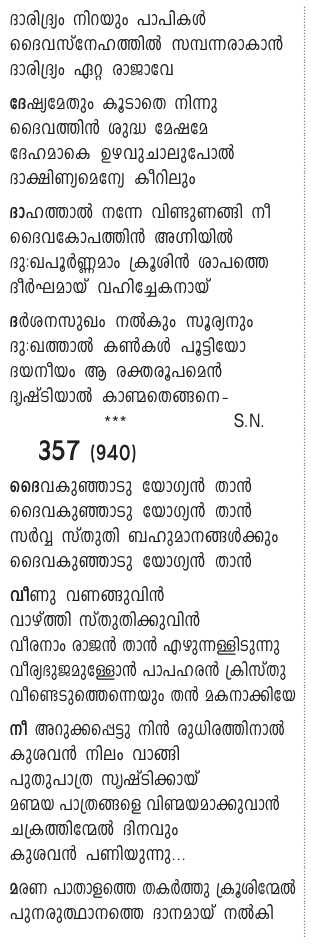 ദാരിദ്ര്യം നിറയും പാപികൾ
ദൈവസ്നേഹത്തിൽ സമ്പന്നരാകാൻ
ദാരിദ്ര്യം ഏറ്റ രാജാവേ
ദേഷ്യമേതും കൂടാതെ നിന്നു
ദൈവത്തിൻ ശുദ്ധ മേഷമേ
ദേഹമാകെ ഉഴവുചാലുപോൽ
ദാക്ഷിണ്യമെന്യേ കീറിലും
ദാഹത്താൽ നന്നേ വിണ്ടുണങ്ങി നീ
ദൈവകോപത്തിൻ അഗ്നിയിൽ
ദുഃഖപൂർണ്ണമാം ക്രൂശിൻ ശാപത്തെ
ദീർഘമായ് വഹിച്ചേകനായ്
ദർശനസുഖം നൽകും സൂര്യനും
ദുഃഖത്താൽ കൺകൾ പൂട്ടിയോ
ദയനീയം ആ രക്തരൂപമെൻ
ദൃഷ്ടിയാൽ കാണ്മതെങ്ങനെ-
*** S.N.
357 (940)
ദൈവകുഞ്ഞാടു യോഗ്യൻ താൻ
ദൈവകുഞ്ഞാടു യോഗ്യൻ താൻ
സർവ്വ സ്തുതി ബഹുമാനങ്ങൾക്കും
ദൈവകുഞ്ഞാടു യോഗ്യൻ താൻ
വീണു വണങ്ങുവിൻ
വാഴ്ത്തി സ്തുതിക്കുവിൻ
വീരനാം രാജൻ താൻ എഴുന്നള്ളിടുന്നു
വീര്യഭുജമുള്ളോൻ പാപഹരൻ ക്രിസ്തു
വീണ്ടെടുത്തെന്നെയും തൻ മകനാക്കിയേ
നീ അറുക്കപ്പെട്ടു നിൻ രുധിരത്തിനാൽ
കുശവൻ നിലം വാങ്ങി
പുതുപാത്ര സൃഷ്ടിക്കായ്
മണ്മയ പാത്രങ്ങളെ വിണ്മയമാക്കുവാൻ
ചക്രത്തിന്മേൽ ദിനവും
കുശവൻ പണിയുന്നു...
മരണ പാതാളത്തെ തകർത്തു ക്രൂശിന്മേൽ
പുനരുത്ഥാനത്തെ ദാനമായ് നൽകി